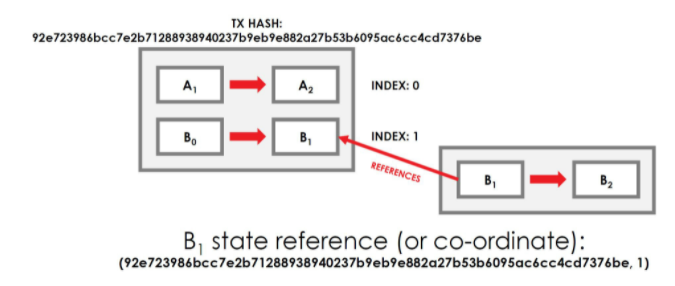 TX HASH:
92e723986bcc7e2b71288938940237b9eb9e882a27b53b6095ac6cc4cd7376be
A₁ A₂ INDEX: 0
B₀ B₁ INDEX: 1
REFERENCES
B₁ B₂
B₁ state reference (or co-ordinate):
(92e723986bcc7e2b71288938940237b9eb9e882a27b53b6095ac6cc4cd7376be, 1)